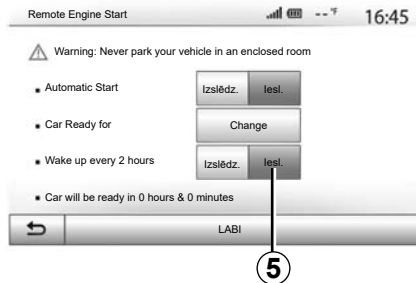 Remote Engine Start
-- °F 16:45
Warning: Never park your vehicle in an enclosed room
Automatic Start Izslēdz. Iesl.
Car Ready for Change
Wake up every 2 hours Izslēdz. Iesl.
Car will be ready in 0 hours & 0 minutes
LABI
5